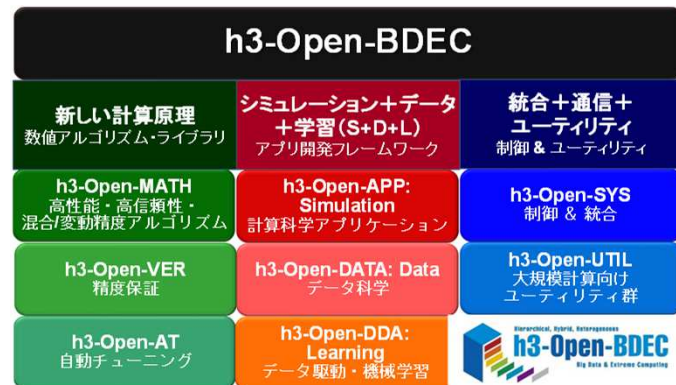 h3-Open-BDEC
新しい計算原理
数値アルゴリズム・ライブラリ
シミュレーション＋データ
＋学習(S+D+L)
アプリ開発フレームワーク
統合＋通信＋
ユーティリティ
制御 & ユーティリティ
h3-Open-MATH
高性能・高信頼性・
混合/変動精度アルゴリズム
h3-Open-APP:
Simulation
計算科学アプリケーション
h3-Open-SYS
制御 & 統合
h3-Open-VER
精度保証
h3-Open-DATA: Data
データ科学
h3-Open-UTIL
大規模計算向け
ユーティリティ群
h3-Open-AT
自動チューニング
h3-Open-DDA:
Learning
データ駆動・機械学習
Hierarchical, Hybrid, Heterogeneous
h3-Open-BDEC
Big Data & Extreme Computing